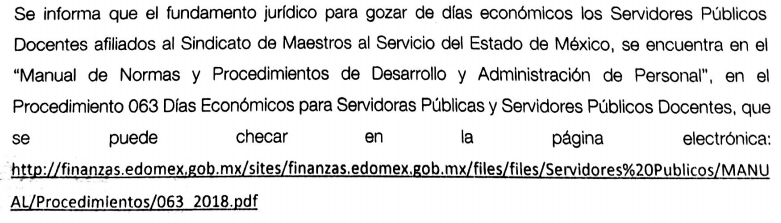 Se informa que el fundamento jurídico para gozar de días económicos los Servidores Públicos
Docentes afiliados al Sindicato de Maestros al Servicio del Estado de México, se encuentra en el
“Manual de Normas y Procedimientos de Desarrollo y Administración de Personal”, en el
Procedimiento 063 Días Económicos para Servidoras Públicas y Servidores Públicos Docentes, que
se puede checar en la página electrónica:
http://finanzas.edomex.gob.mx/sites/finanzas.edomex.gob.mx/files/files/Servidores%20Publicos/MANU
AL/Procedimientos/063_2018.pdf